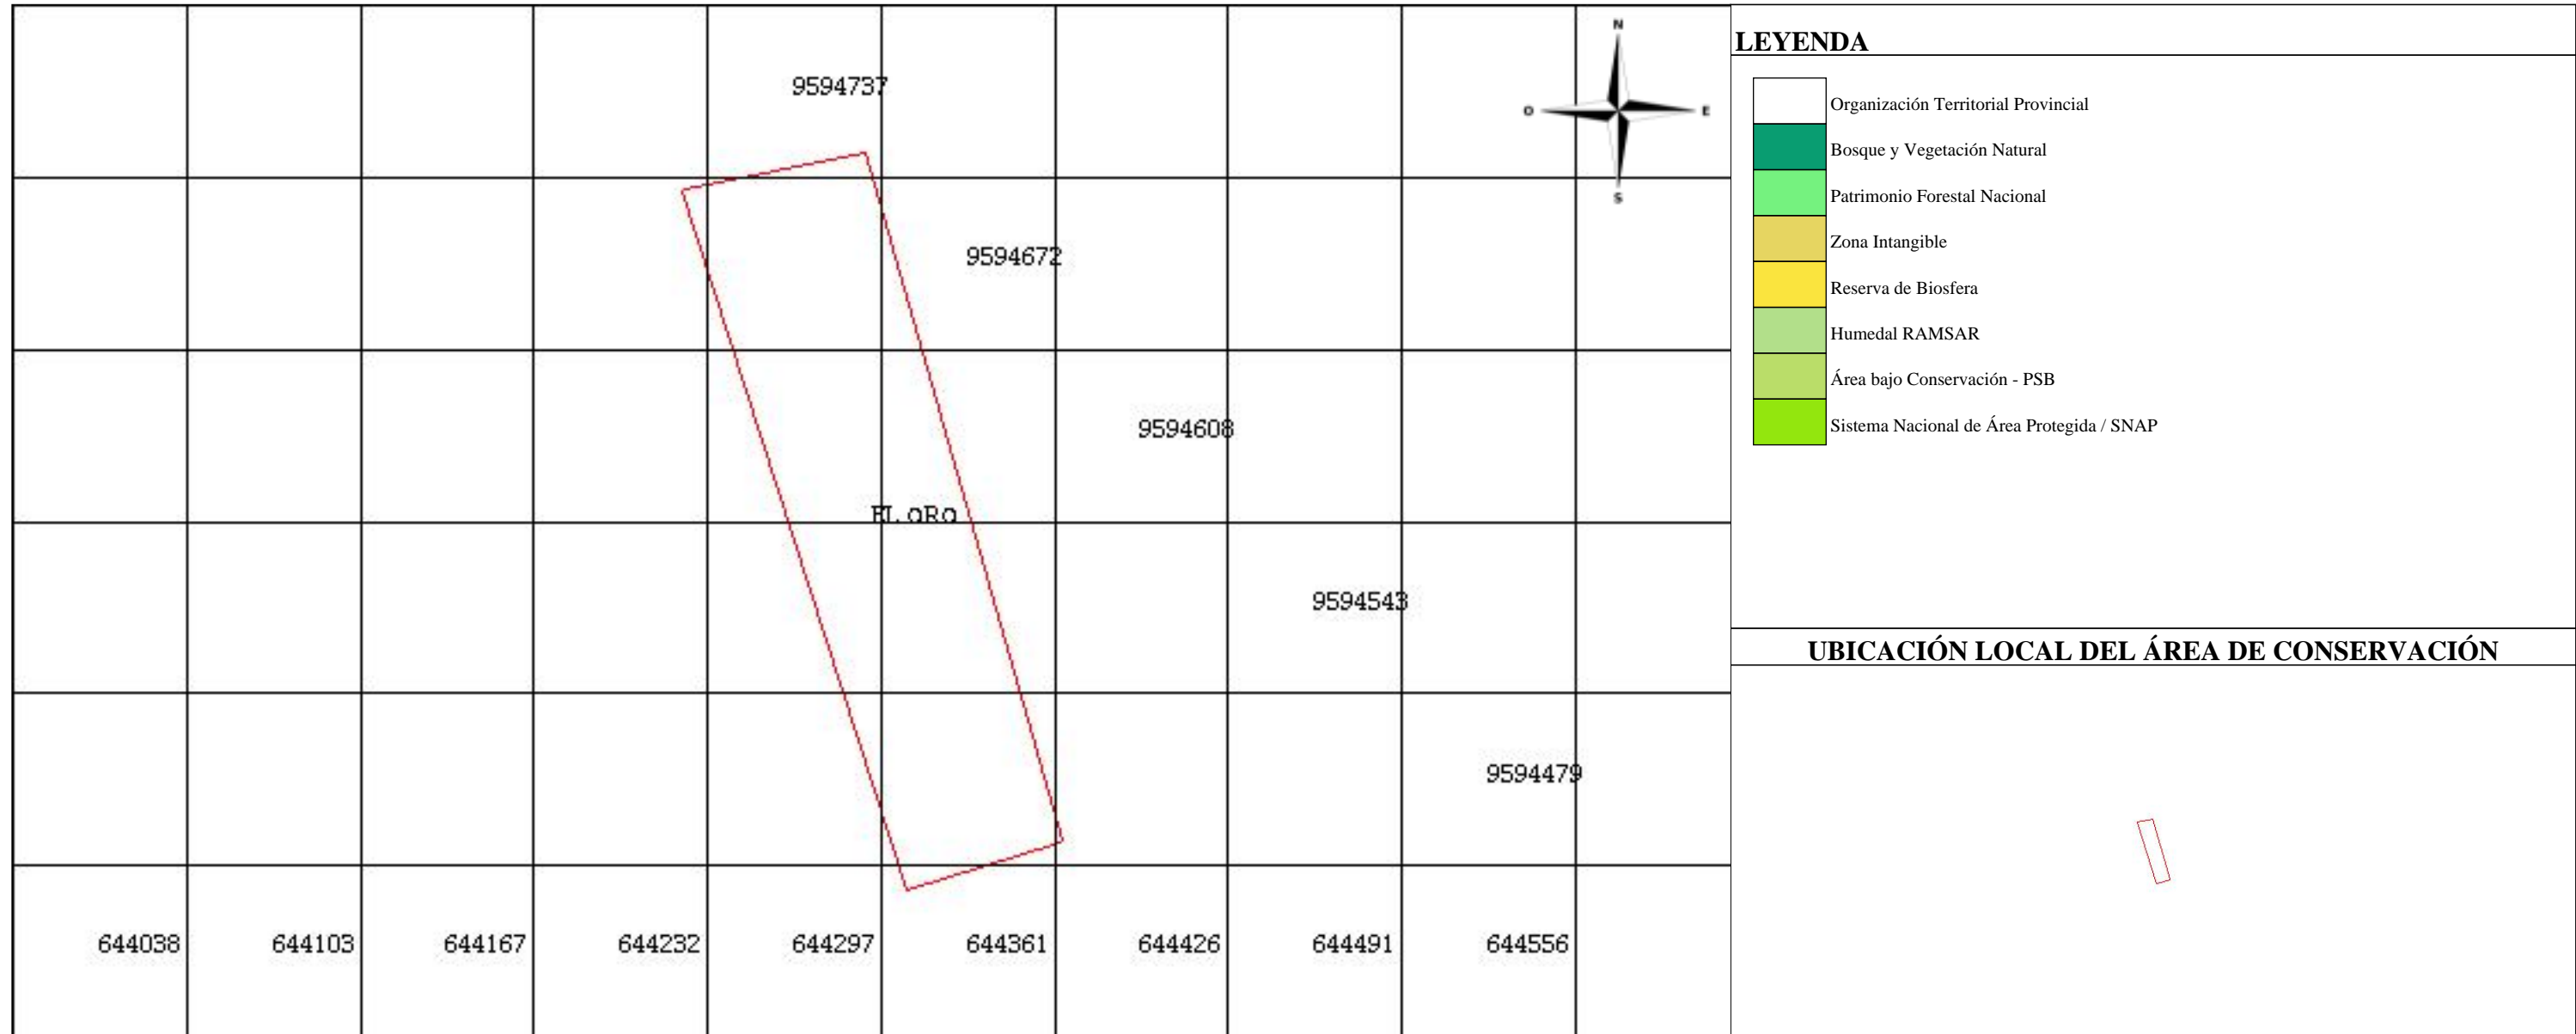 N
O
E
S
9594737
9594672
9594608
EL ORO
9594543
9594479
644038
644103
644167
644232
644297
644361
644426
644491
644556
LEYENDA
Organización Territorial Provincial
Bosque y Vegetación Natural
Patrimonio Forestal Nacional
Zona Intangible
Reserva de Biosfera
Humedal RAMSAR
Área bajo Conservación - PSB
Sistema Nacional de Área Protegida / SNAP
UBICACIÓN LOCAL DEL ÁREA DE CONSERVACIÓN